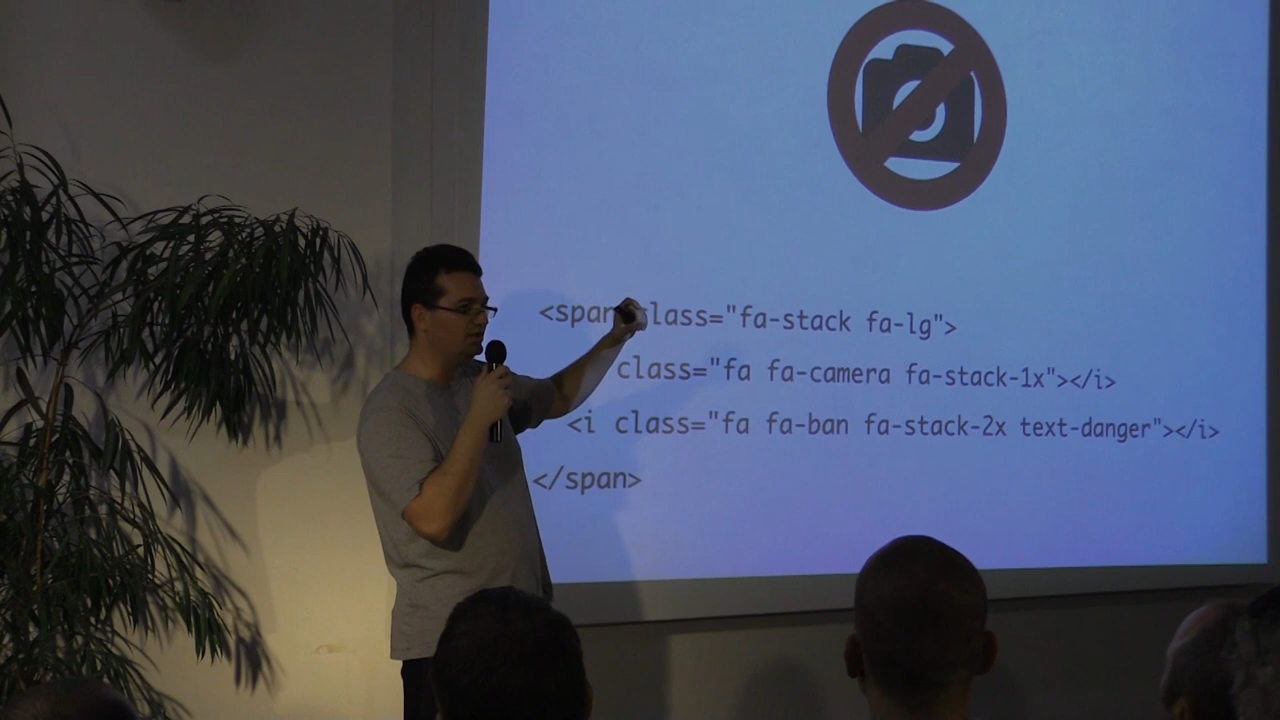 <span class="fa-stack fa-lg">
class="fa fa-camera fa-stack-1x"></i>
<i class="fa fa-ban fa-stack-2x text-danger"></i>
</span>